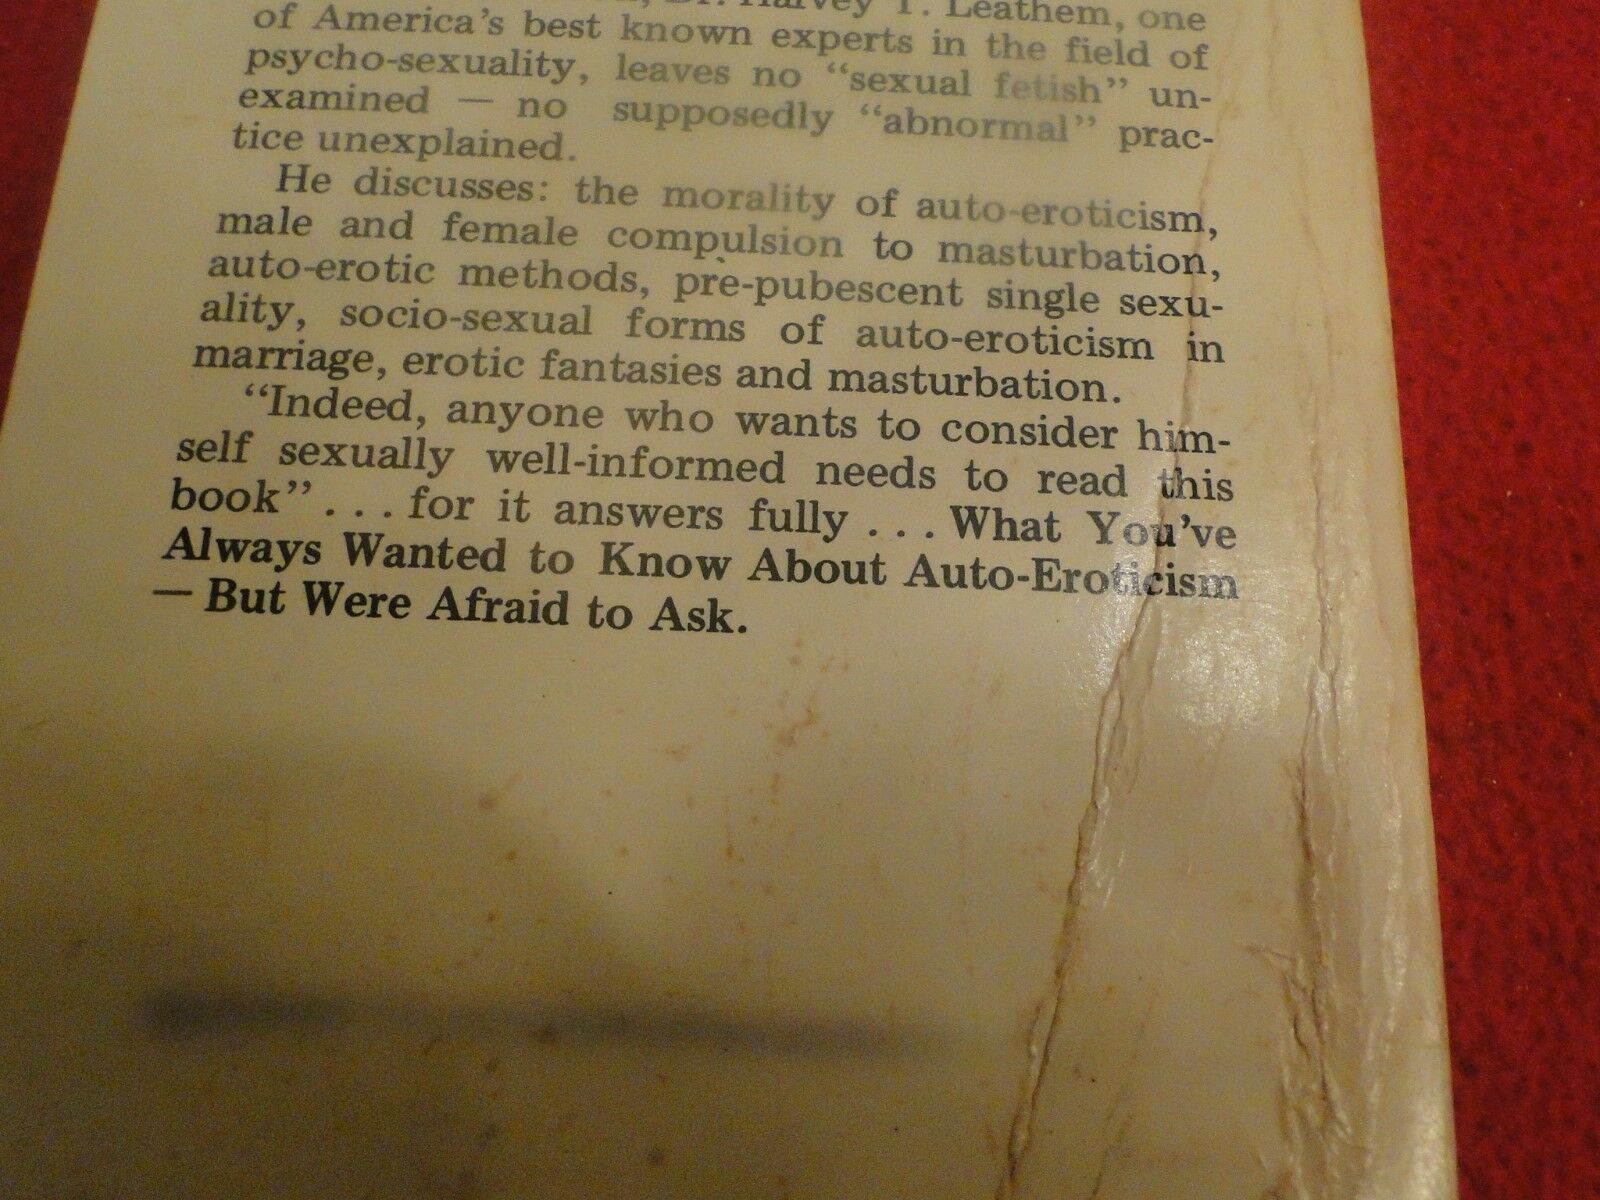 Dr. Harvey T. Leathem, one
of America's best known experts in the field of
psycho-sexuality, leaves no "sexual fetish" un-
examined — no supposedly "abnormal" prac-
tice unexplained.
He discusses: the morality of auto-eroticism,
male and female compulsion to masturbation,
auto-erotic methods, pre-pubescent single sexu-
ality, socio-sexual forms of auto-eroticism in
marriage, erotic fantasies and masturbation.
"Indeed, anyone who wants to consider him-
self sexually well-informed needs to read this
book" . . . for it answers fully . . . What You've
Always Wanted to Know About Auto-Eroticism
— But Were Afraid to Ask.